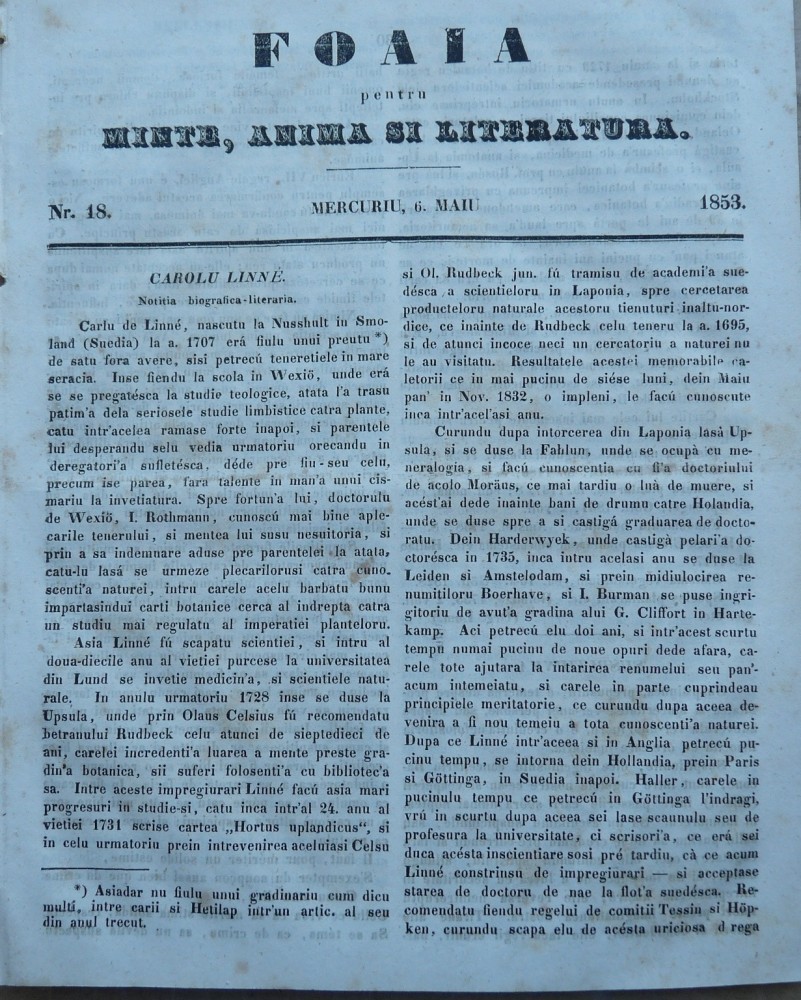 FOAIA
pentru
MINTE, ANIMA SI LITERATURA.
Nr. 18.
MERCURIU, 6. MAIU
1853.
CAROLU LINNÉ.
Notitia biografica-literaria.
Carlu de Linné, nascutu la Nusshult in Smo-
land (Suedia) la a. 1707 erá fiulu unui preutu *)
de satu fora avere, sisi petrecú teneretiele in mare
seracia. Inse fiendu la scola in Wexiö, unde erá
se se pregatésca la studie teologice, atata l'a trasu
patim'a dela serioseie studie limbistice catra plante,
catu intr'acelea ramase forte inapoi, si parentele
lui desperandu selu vedia urmatoriu orecandu in
deregatori'a sufletésca, déde pre fiu-seu celu,
precum ise parea, fara talente in man'a unui cis-
mariu la invetiatura. Spre fortun'a lui, doctorulu
de Wexiö, I. Rothmann, cunoscú mai bine aple-
carile tenerului, si mentea lui susu nesuitoria, si
prin a sa indemnare aduse pre parentelei la atata,
catu-lu lasá se urmeze plecarilorusi catra cuno-
scenti'a naturei, intru carele acelu barbatu bunu
impartasindui carti botanice cerca al indrepta catra
un studiu mai regulatu al imperatiei planteloru.
Asia Linné fú scapatu scientiei, si intru al
doua-diecile anu al vietiei purcese la universitatea
din Lund se invetie medicin'a, si scientiele natu-
rale. In anulu urmatoriu 1728 inse se duse la
Upsula, unde prin Olaus Celsius fú recomendatu
betranului Rudbeck celu atunci de sieptedieci de
ani, carelei incredenti'a luarea a mente preste gra-
din'a botanica, sii suferi folosenti'a cu bibliotec'a
sa. Intre aceste impregiurari Linné facú asia mari
progresuri in studie-si, catu inca intr'al 24. anu al
vietiei 1731 scrise cartea „Hortus uplandicus“, si
in celu urmatoriu prein intrevenirea aceluiasi Celsu
*) Asiadar nu fiulu unui gradinariu cum dicu
multi, intre carii si Hetilap intr'un artic. al seu
din anul trecut.
si Ol. Rudbeck jun. fú tramisu de academi'a sue-
désca a scientieloru in Laponia, spre cercetarea
producteloru naturale acestoru tienuturi inaltu-nor-
dice, ce inainte de Rudbeck celu teneru la a. 1695,
si de atunci incoce neci un cercatoriu a naturei nu
le au visitatu. Resultatele acestei memorabile ca-
letorii ce in mai pucinu de siése luni, dein Maiu
pan' in Nov. 1832, o impleni, le facú cunoscute
inca intr'acel'asi anu.
Curundu dupa intorcerea din Laponia lasà Up-
sula, si se duse la Fahlun, unde se ocupà cu me-
neralogia, si facú cunoscentia cu fi'a doctoriului
de acolo Moräus, ce mai tardiu o luà de muere, si
acést'ai dede inainte bani de drumu catre Holandia,
unde se duse spre a si castigá graduarea de docto-
ratu. Dein Harderwyek, unde castigà pelari'a do-
ctorésca in 1735, inca intru acelasi anu se duse la
Leiden si Amstelodam, si prein midiulocirea re-
numitiloru Boerhave, si I. Burman se puse ingri-
gitoriu de avut'a gradina alui G. Cliffort in Harte-
kamp. Aci petrecú elu doi ani, si intr'acest scurtu
tempu numai pucinu de noue opuri dede afara, ca-
rele tote ajutara la intarirea renumelui seu pan'-
acum intemeiatu, si carele in parte cuprindeau
principiele meritatorie, ce curundu dupa aceea de-
venira a fi nou temeiu a tota cunoscenti'a naturei.
Dupa ce Linné intr'aceea si in Anglia petrecú pu-
cinu tempu, se intorna dein Hollandia, prein Paris
si Göttinga, in Suedia inapoi. Haller, carele in
pucinulu tempu ce petrecú in Göttinga l'indragi,
vrú in scurtu dupa aceea sei lase scaunulu seu de
profesura la universitate, ci scrisori'a, ce erá sei
duca acésta inscientiare sosi pré tardiu, cà ce acum
Linné constrinsu de impregiurari — si acceptase
starea de doctoru de nae la flot'a suedésca. Re-
comendatu fiendu regelui de comitii Tessin si Höp-
ken, curundu scapa elu de acésta uriciosa d rega